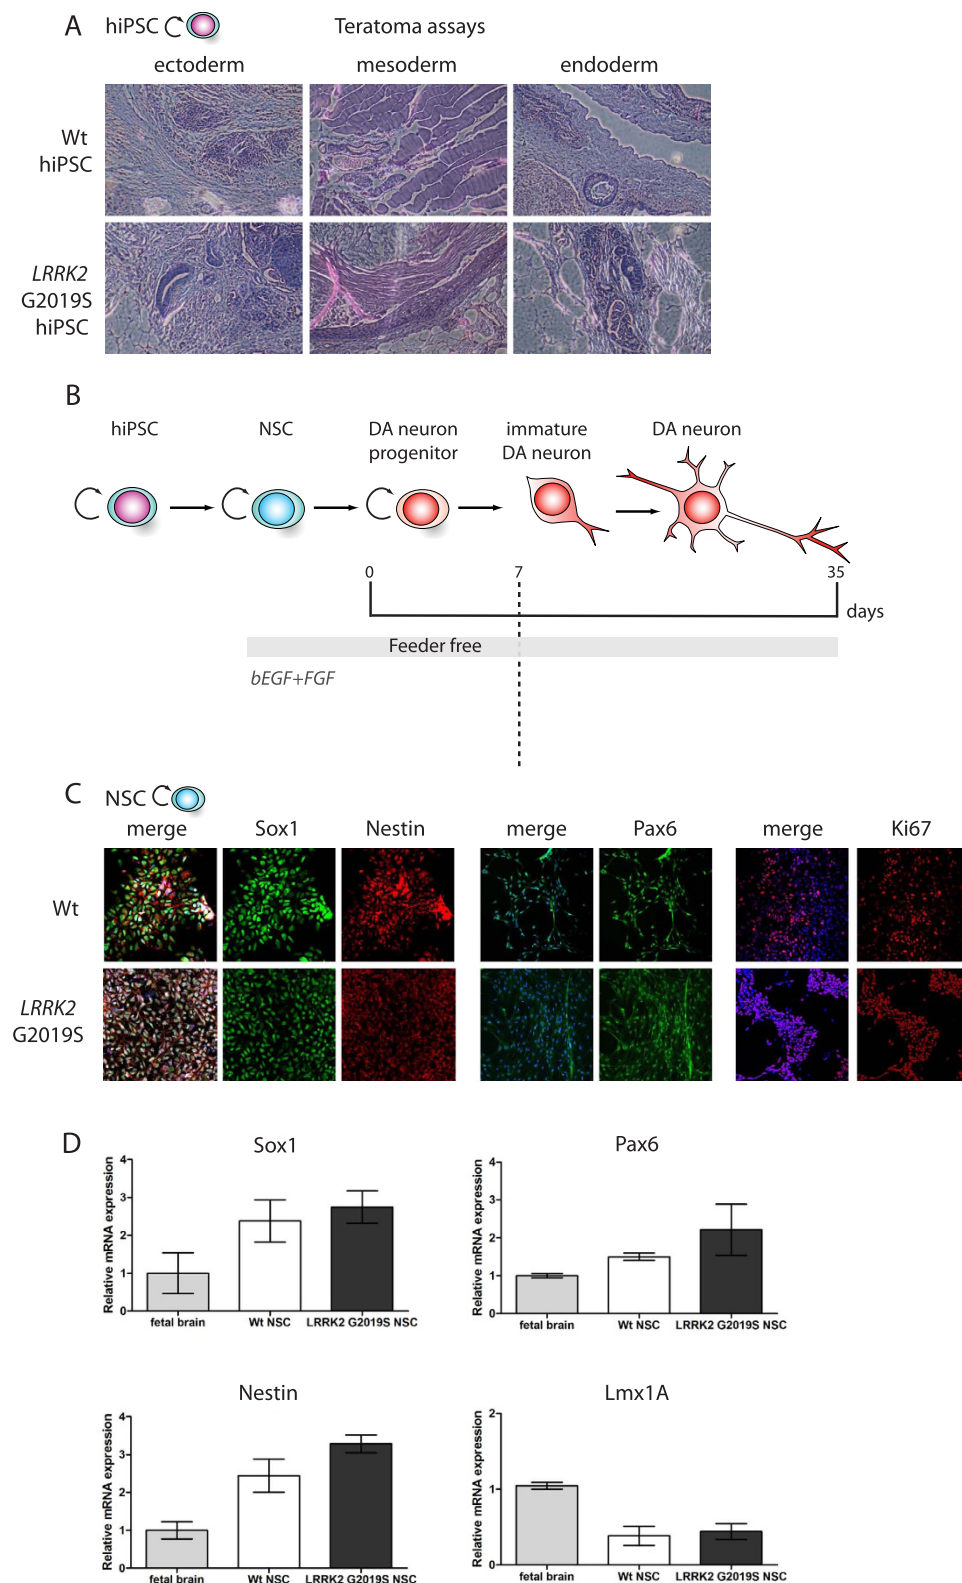 A hiPSC Teratoma assays
ectoderm mesoderm endoderm
Wt
hiPSC
LRRK2
G2019S
hiPSC
B
hiPSC NSC DA neuron progenitor immature DA neuron DA neuron
0 7 35
days
Feeder free
bEGF+FGF
C NSC
merge Sox1 Nestin merge Pax6 merge Ki67
Wt
LRRK2
G2019S
D
Sox1
Relative mRNA expression
4
3
2
1
0
fetal brain Wt NSC LRRK2 G2019S NSC
Pax6
Relative mRNA expression
4
3
2
1
0
fetal brain Wt NSC LRRK2 G2019S NSC
Nestin
Relative mRNA expression
4
3
2
1
0
fetal brain Wt NSC LRRK2 G2019S NSC
Lmx1A
Relative mRNA expression
2
1
0
fetal brain Wt NSC LRRK2 G2019S NSC